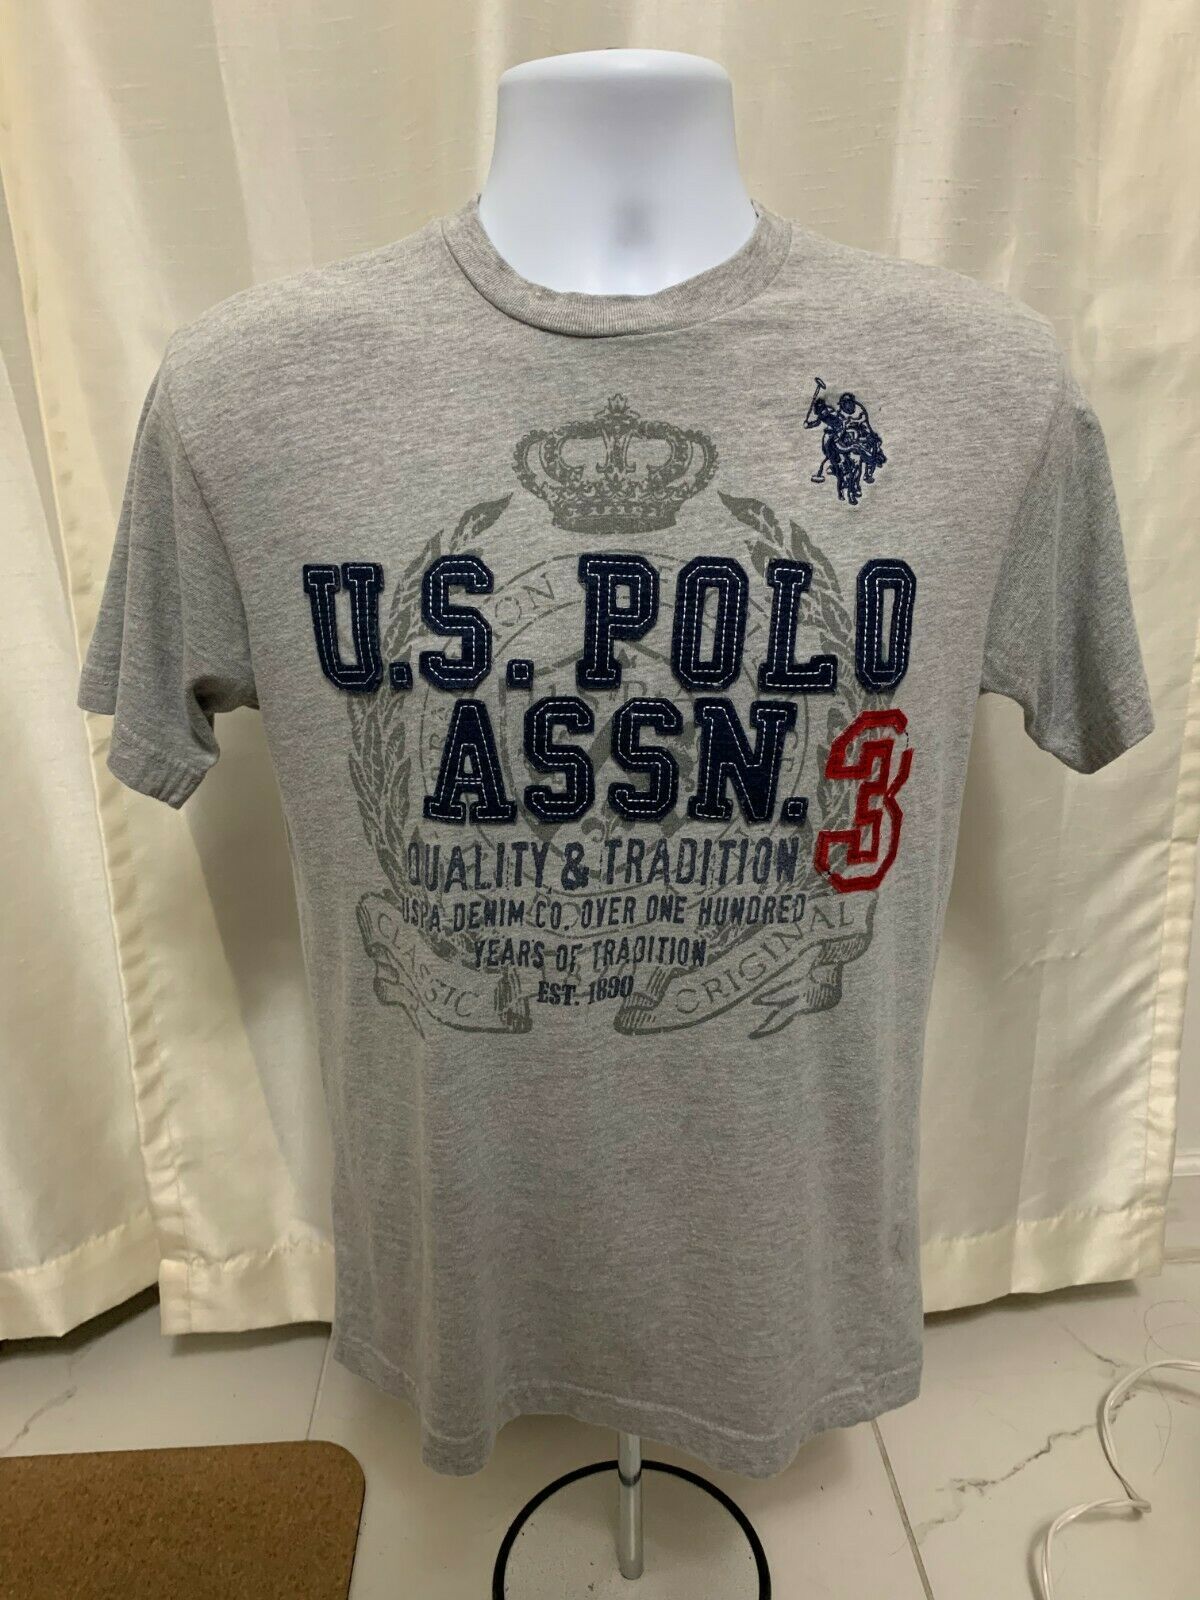 U.S. POLO
ASSN.
3
QUALITY & TRADITION
USPA DENIM CO. OVER ONE HUNDRED
YEARS OF TRADITION
EST. 1890
CLASSIC
ORIGINAL